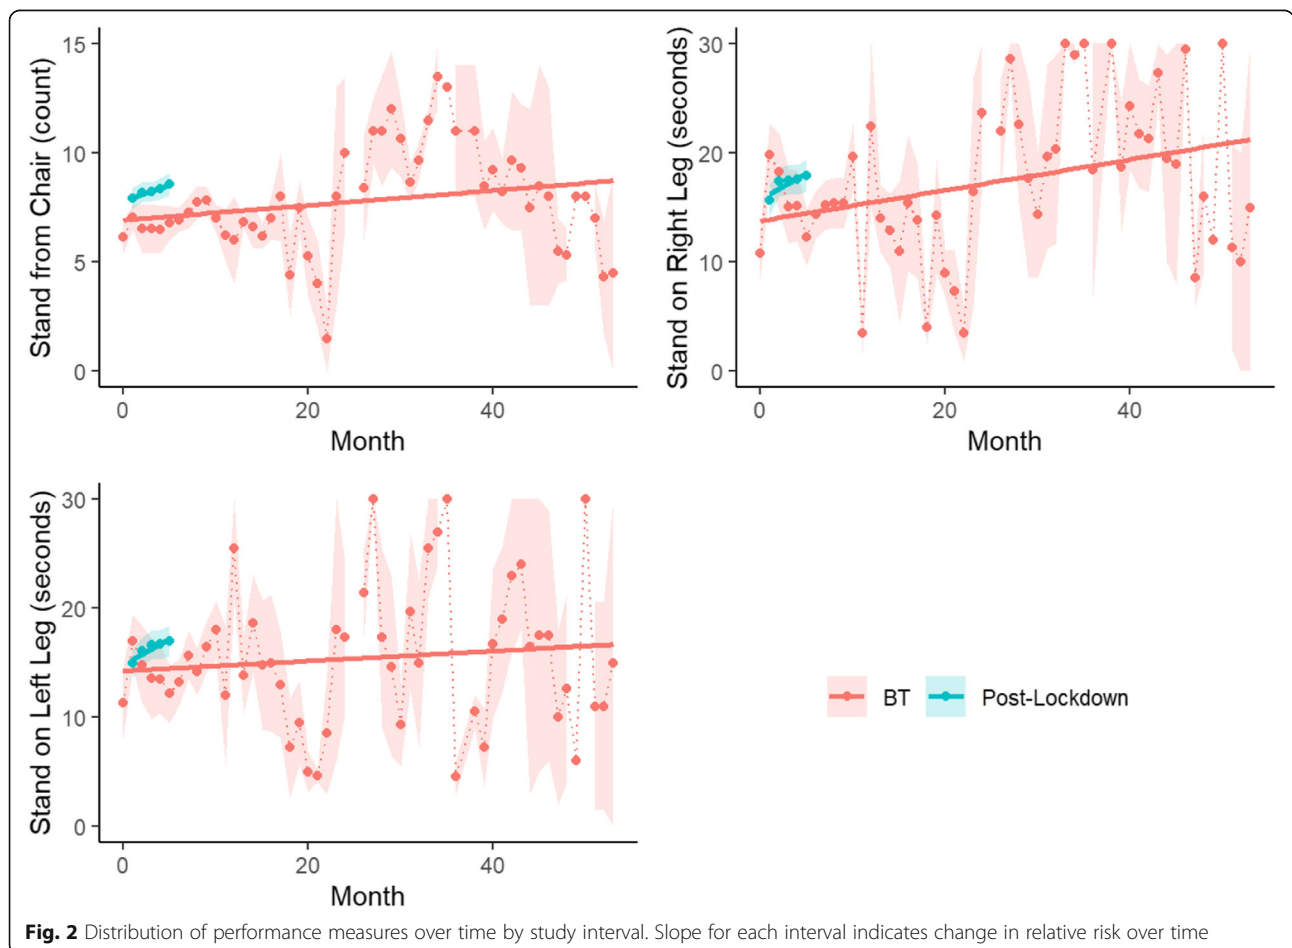 Stand from Chair (count)
15
10
5
0
0 20 40
Month
Stand on Right Leg (seconds)
30
20
10
0
0 20 40
Month
Stand on Left Leg (seconds)
30
20
10
0
0 20 40
Month
BT Post-Lockdown
Fig. 2 Distribution of performance measures over time by study interval. Slope for each interval indicates change in relative risk over time